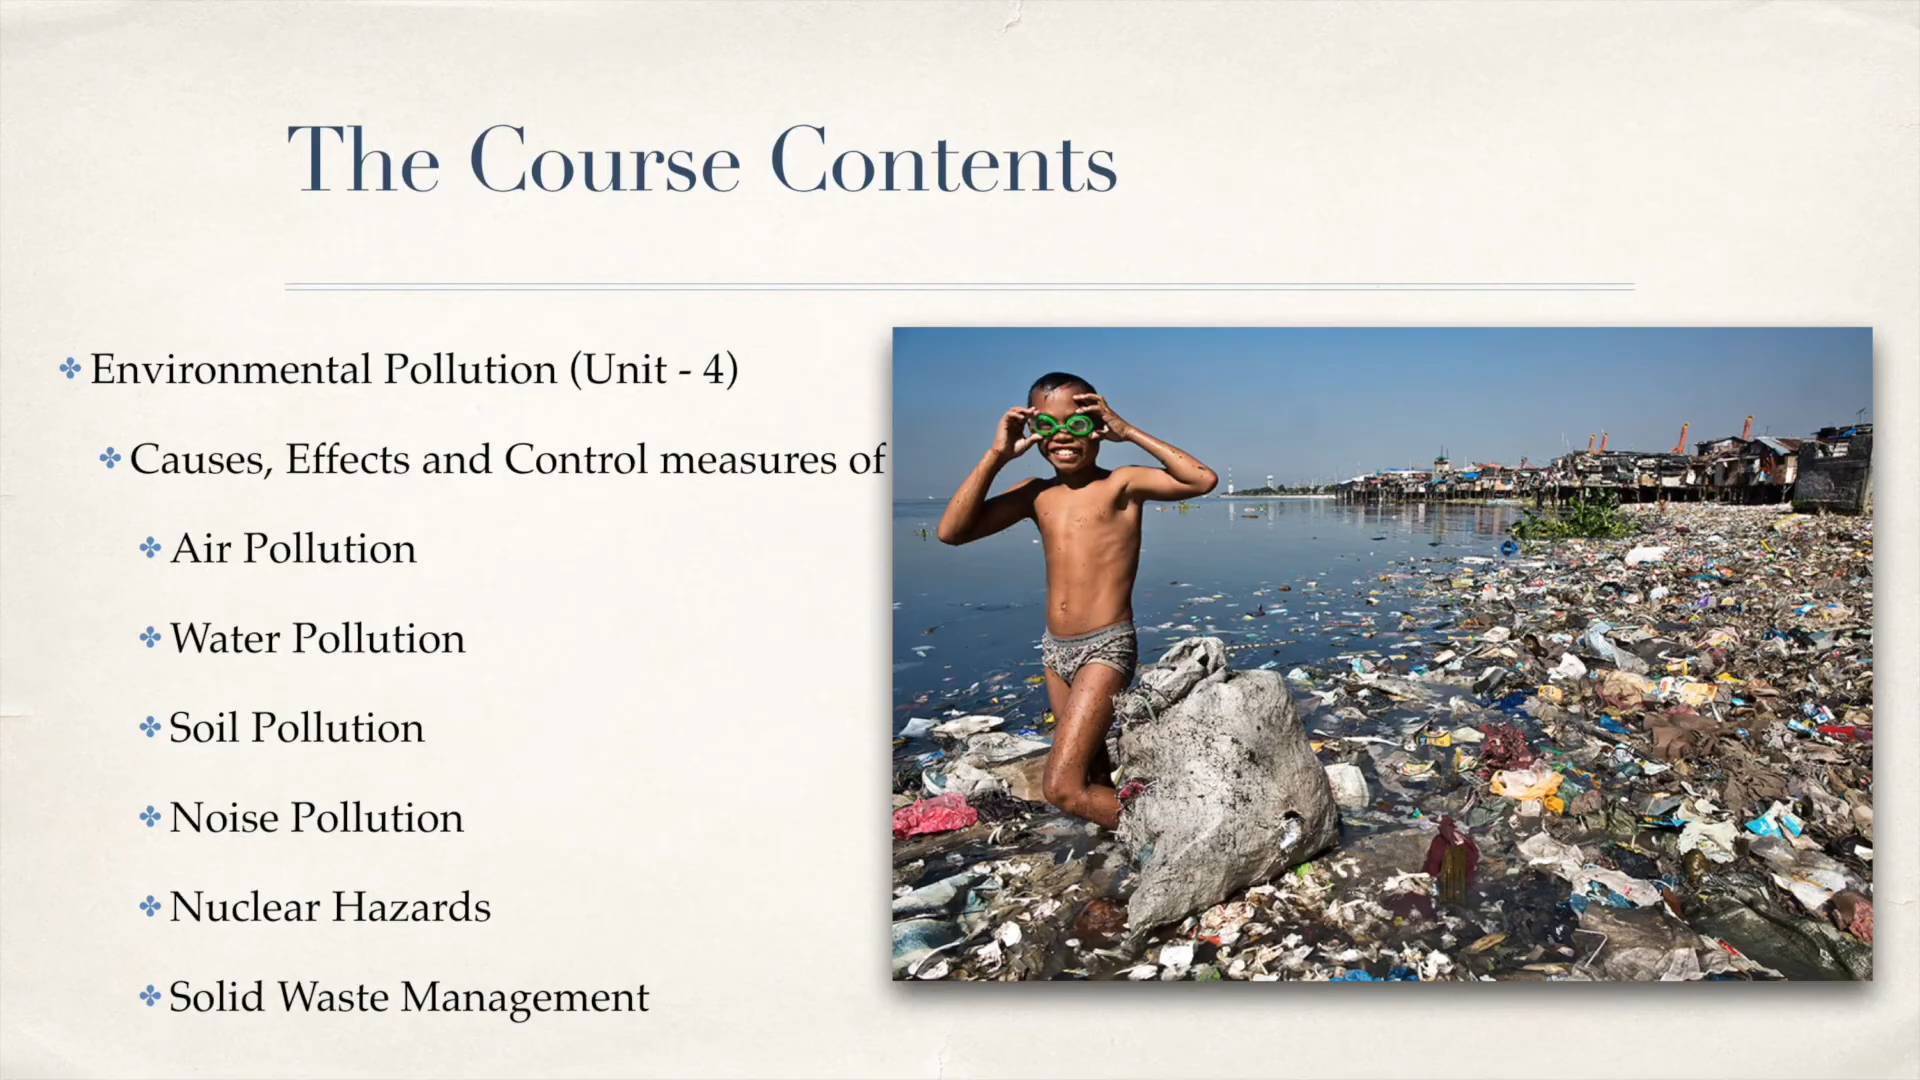 The Course Contents
Environmental Pollution (Unit - 4)
Causes, Effects and Control measures of
Air Pollution
Water Pollution
Soil Pollution
Noise Pollution
Nuclear Hazards
Solid Waste Management